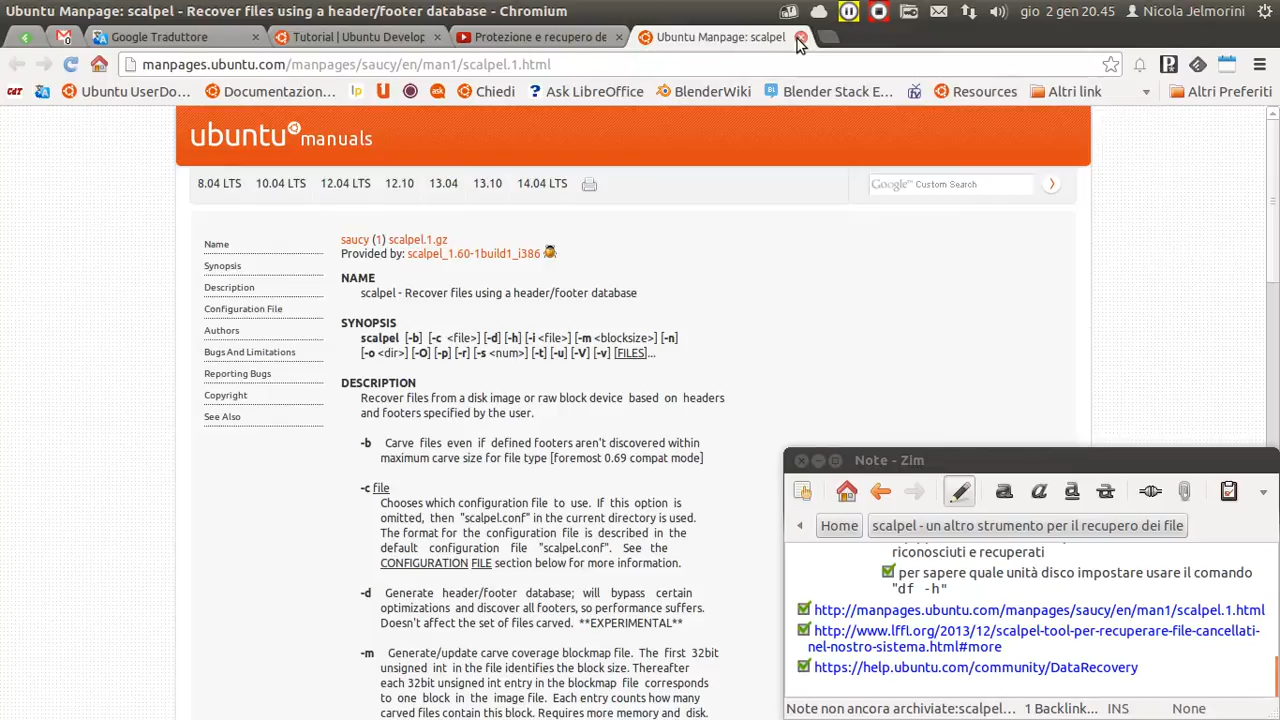 Ubuntu Manpage: scalpel - Recover files using a header/footer database - Chromium
gio 2 gen 20.45
Nicola Jelmorini
Google Traduttore
Tutorial | Ubuntu Develop
Protezione e recupero de
Ubuntu Manpage: scalpel
manpages.ubuntu.com/manpages/saucy/en/man1/scalpel.1.html
CdT
Ubuntu UserDo...
Documentazion...
lp
U
ask
Chiedi
? Ask LibreOffice
BlenderWiki
Blender Stack E...
Resources
Altri link
Altri Preferiti
ubuntu manuals
8.04 LTS 10.04 LTS 12.04 LTS 12.10 13.04 13.10 14.04 LTS
Google™ Custom Search
Name
Synopsis
Description
Configuration File
Authors
Bugs And Limitations
Reporting Bugs
Copyright
See Also
saucy (1) scalpel.1.gz
Provided by: scalpel_1.60-1build1_i386
NAME
scalpel - Recover files using a header/footer database
SYNOPSIS
scalpel [-b] [-c <file>] [-d] [-h] [-i <file>] [-m <blocksize>] [-n]
[-o <dir>] [-O] [-p] [-r] [-s <num>] [-t] [-u] [-V] [-v] [FILES]...
DESCRIPTION
Recover files from a disk image or raw block device based on headers
and footers specified by the user.
-b Carve files even if defined footers aren't discovered within
maximum carve size for file type [foremost 0.69 compat mode]
-c file
Chooses which configuration file to use. If this option is
omitted, then "scalpel.conf" in the current directory is used.
The format for the configuration file is described in the
default configuration file "scalpel.conf". See the
CONFIGURATION FILE section below for more information.
-d Generate header/footer database; will bypass certain
optimizations and discover all footers, so performance suffers.
Doesn't affect the set of files carved. **EXPERIMENTAL**
-m Generate/update carve coverage blockmap file. The first 32bit
unsigned int in the file identifies the block size. Thereafter
each 32bit unsigned int entry in the blockmap file corresponds
to one block in the image file. Each entry counts how many
carved files contain this block. Requires more memory and disk.
Note - Zim
Home
scalpel - un altro strumento per il recupero dei file
riconosciuti e recuperati
per sapere quale unità disco impostare usare il comando
"df -h"
http://manpages.ubuntu.com/manpages/saucy/en/man1/scalpel.1.html
http://www.lffl.org/2013/12/scalpel-tool-per-recuperare-file-cancellati-
nel-nostro-sistema.html#more
https://help.ubuntu.com/community/DataRecovery
Note non ancora archiviate:scalpel...
1 Backlink...
INS
None